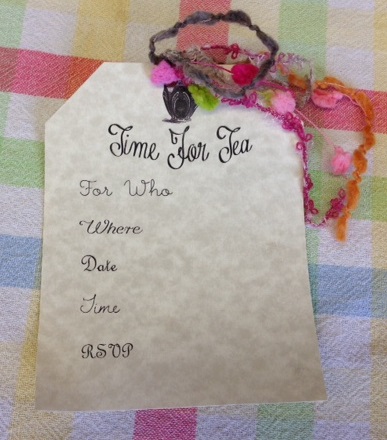 Time For Tea
For Who
Where
Date
Time
RSVP